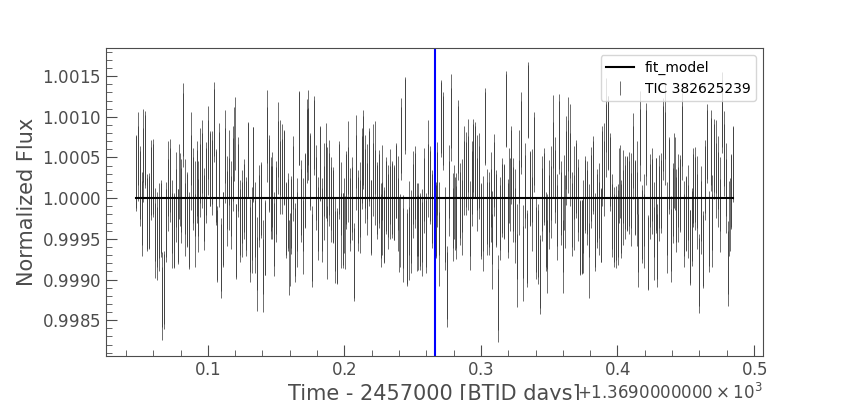 1.0015
1.0010
1.0005
1.0000
0.9995
0.9990
0.9985
Normalized Flux
fit_model
TIC 382625239
0.1
0.2
0.3
0.4
0.5
Time - 2457000 [BTJD days]
+1.3690000000 × 10³